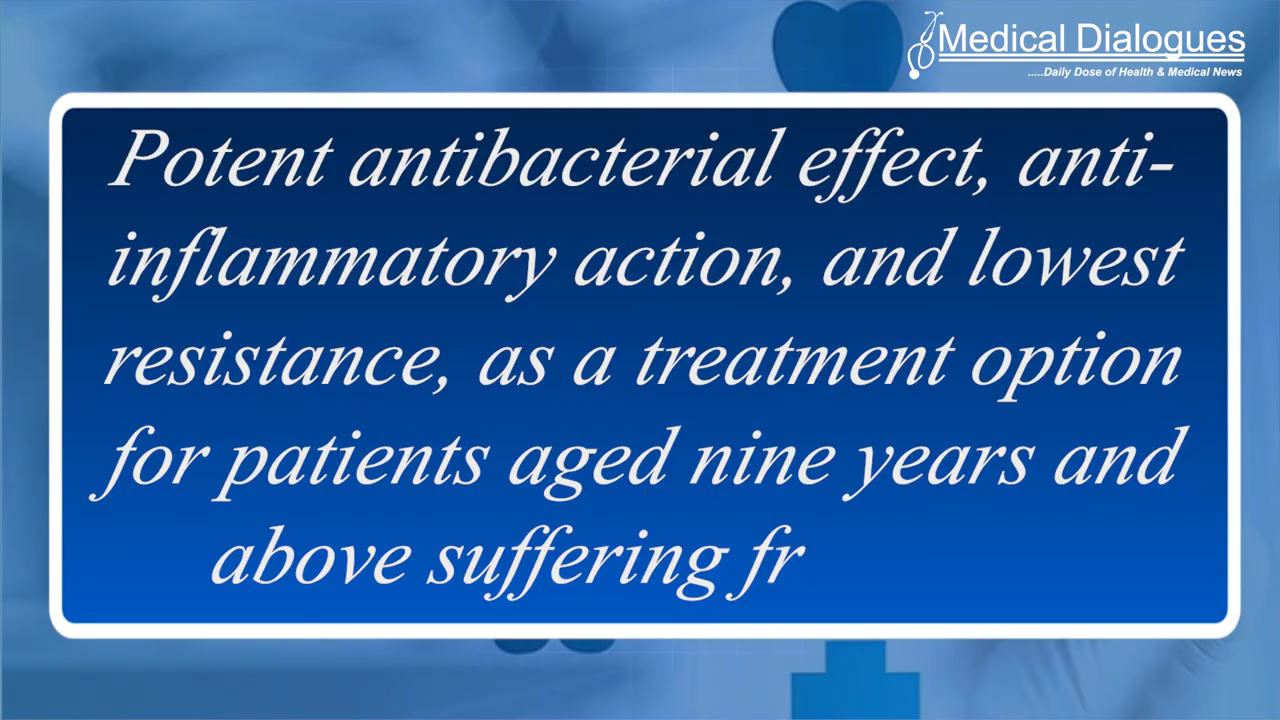 Medical Dialogues
.....Daily Dose of Health & Medical News
Potent antibacterial effect, anti-
inflammatory action, and lowest
resistance, as a treatment option
for patients aged nine years and
above suffering fr